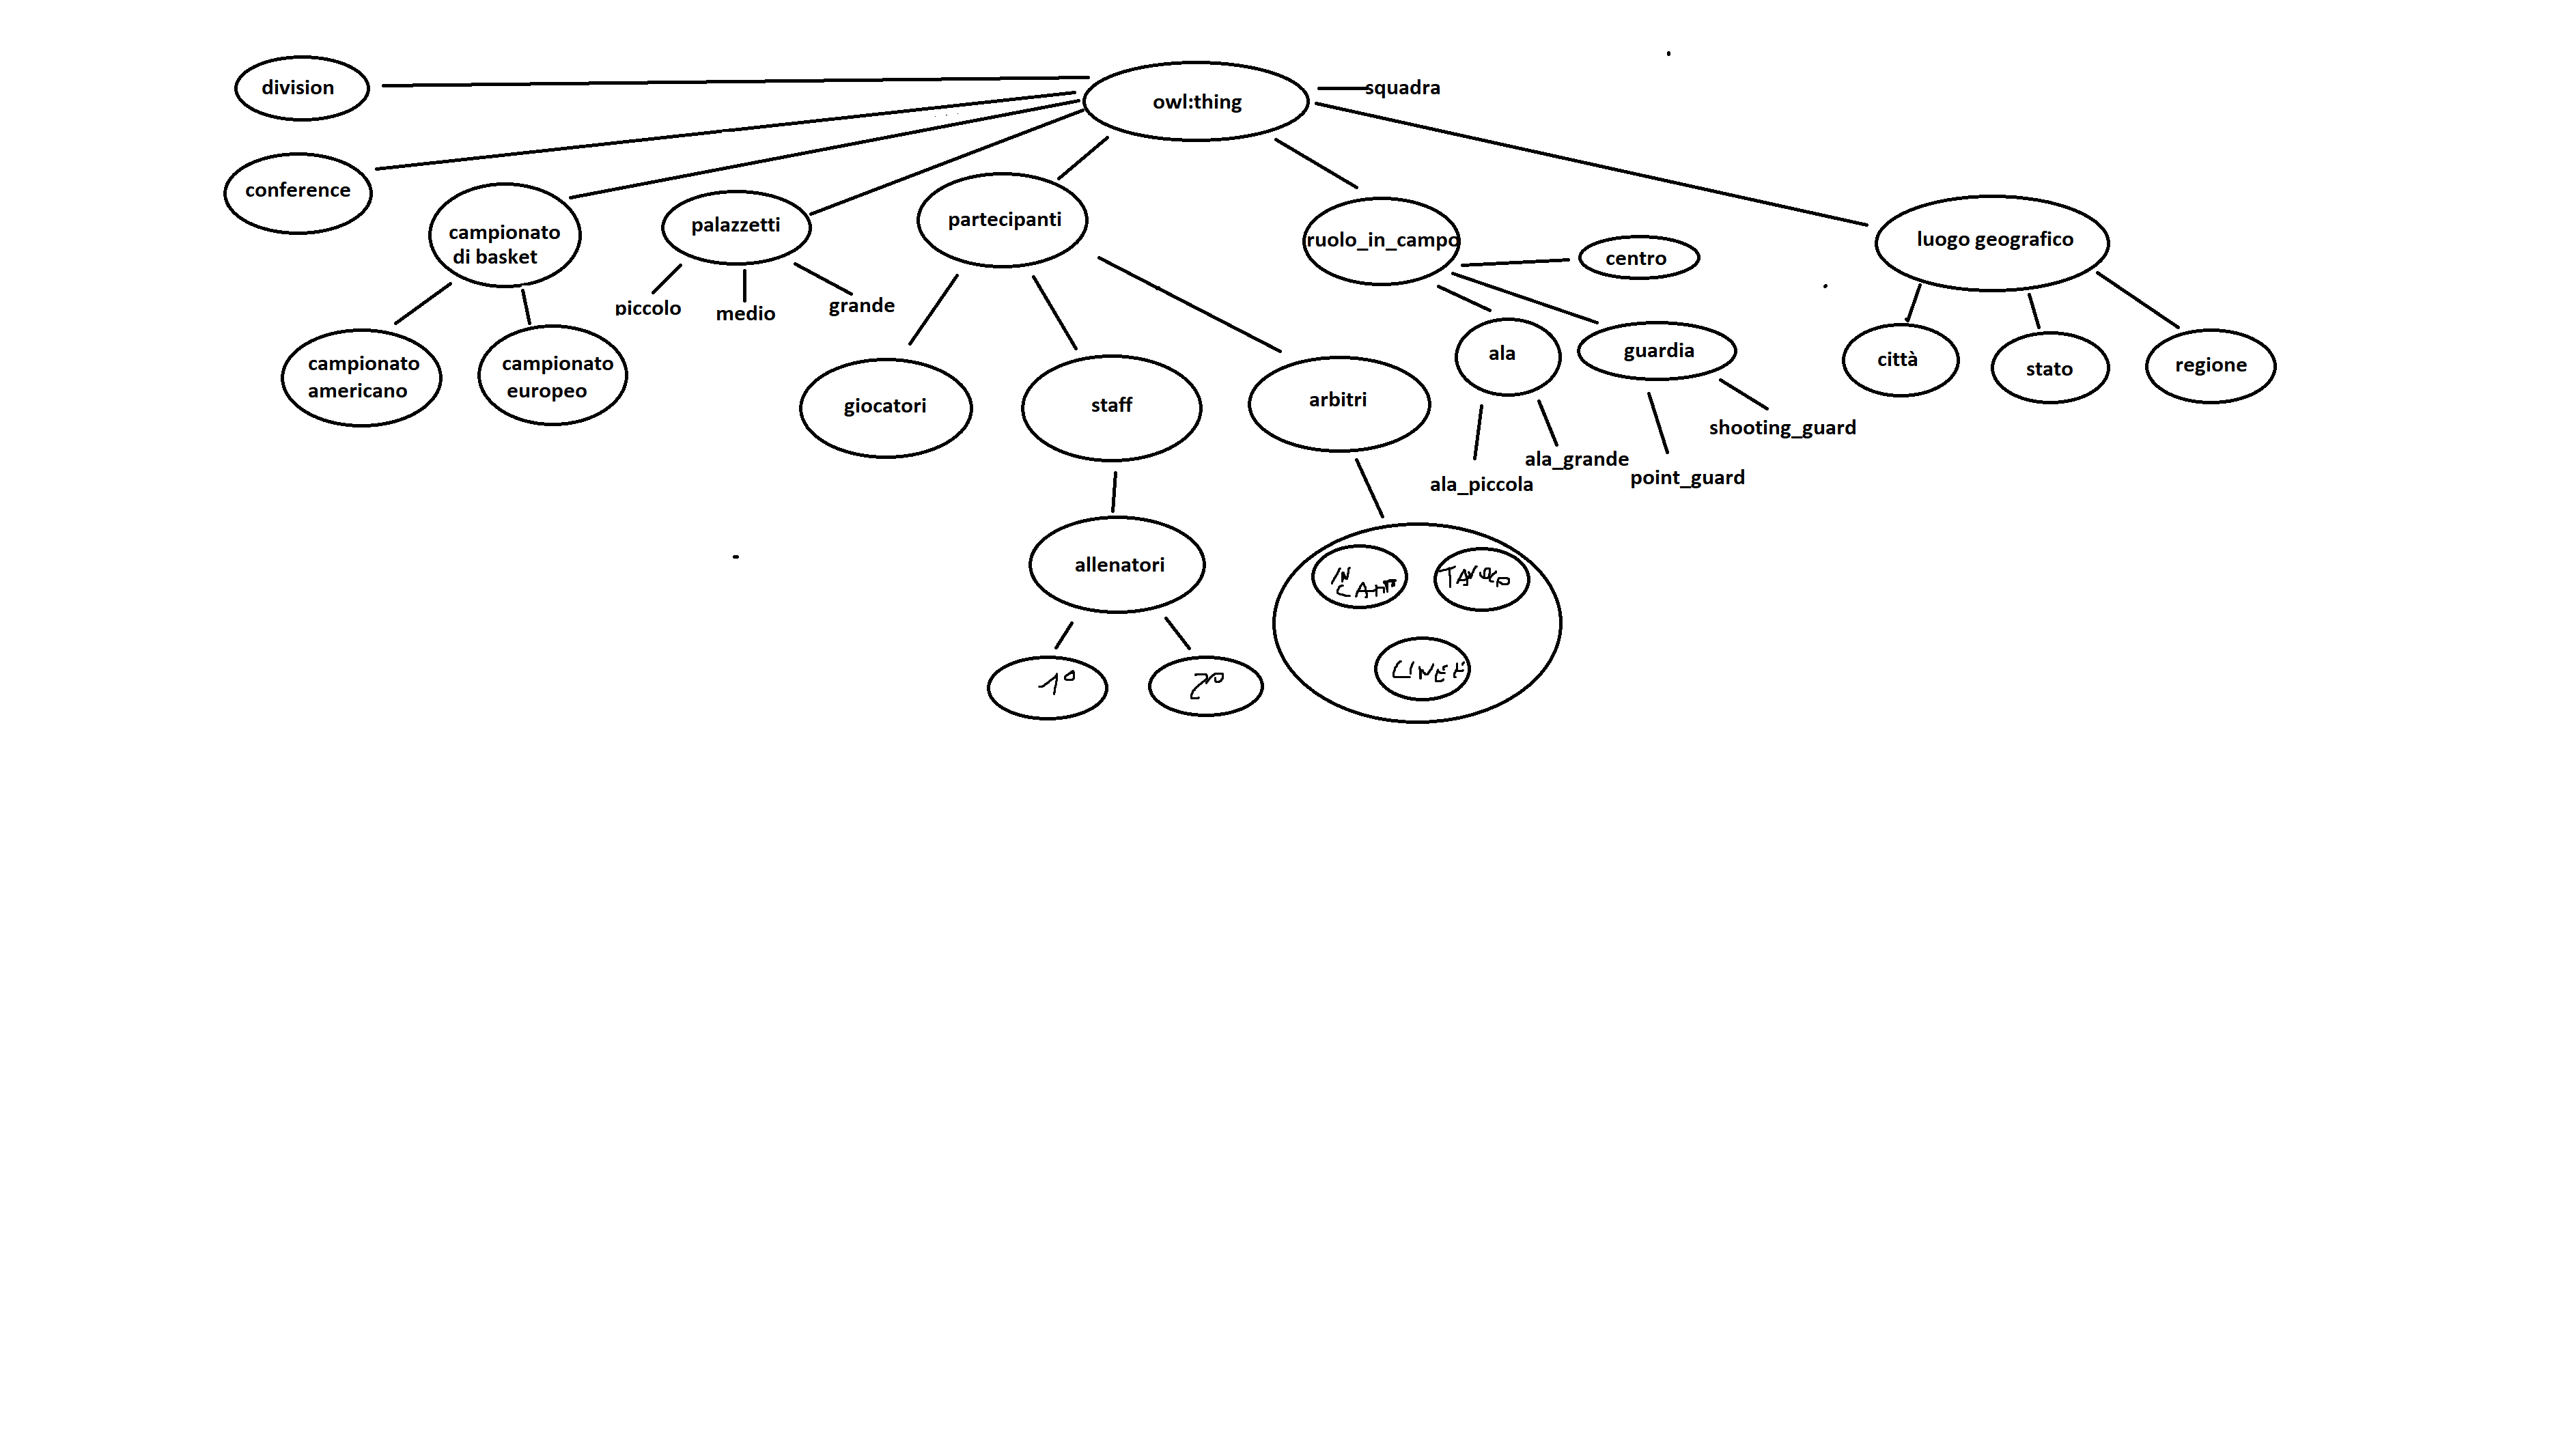 division
owl:thing
squadra
conference
campionato
di basket
palazzetti
partecipanti
ruolo_in_campo
centro
luogo geografico
piccolo
medio
grande
campionato
americano
campionato
europeo
giocatori
staff
arbitri
ala
guardia
città
stato
regione
shooting_guard
ala_grande
point_guard
ala_piccola
allenatori
IN
CAMPO
TAVOLO
LINEE
1°
2°